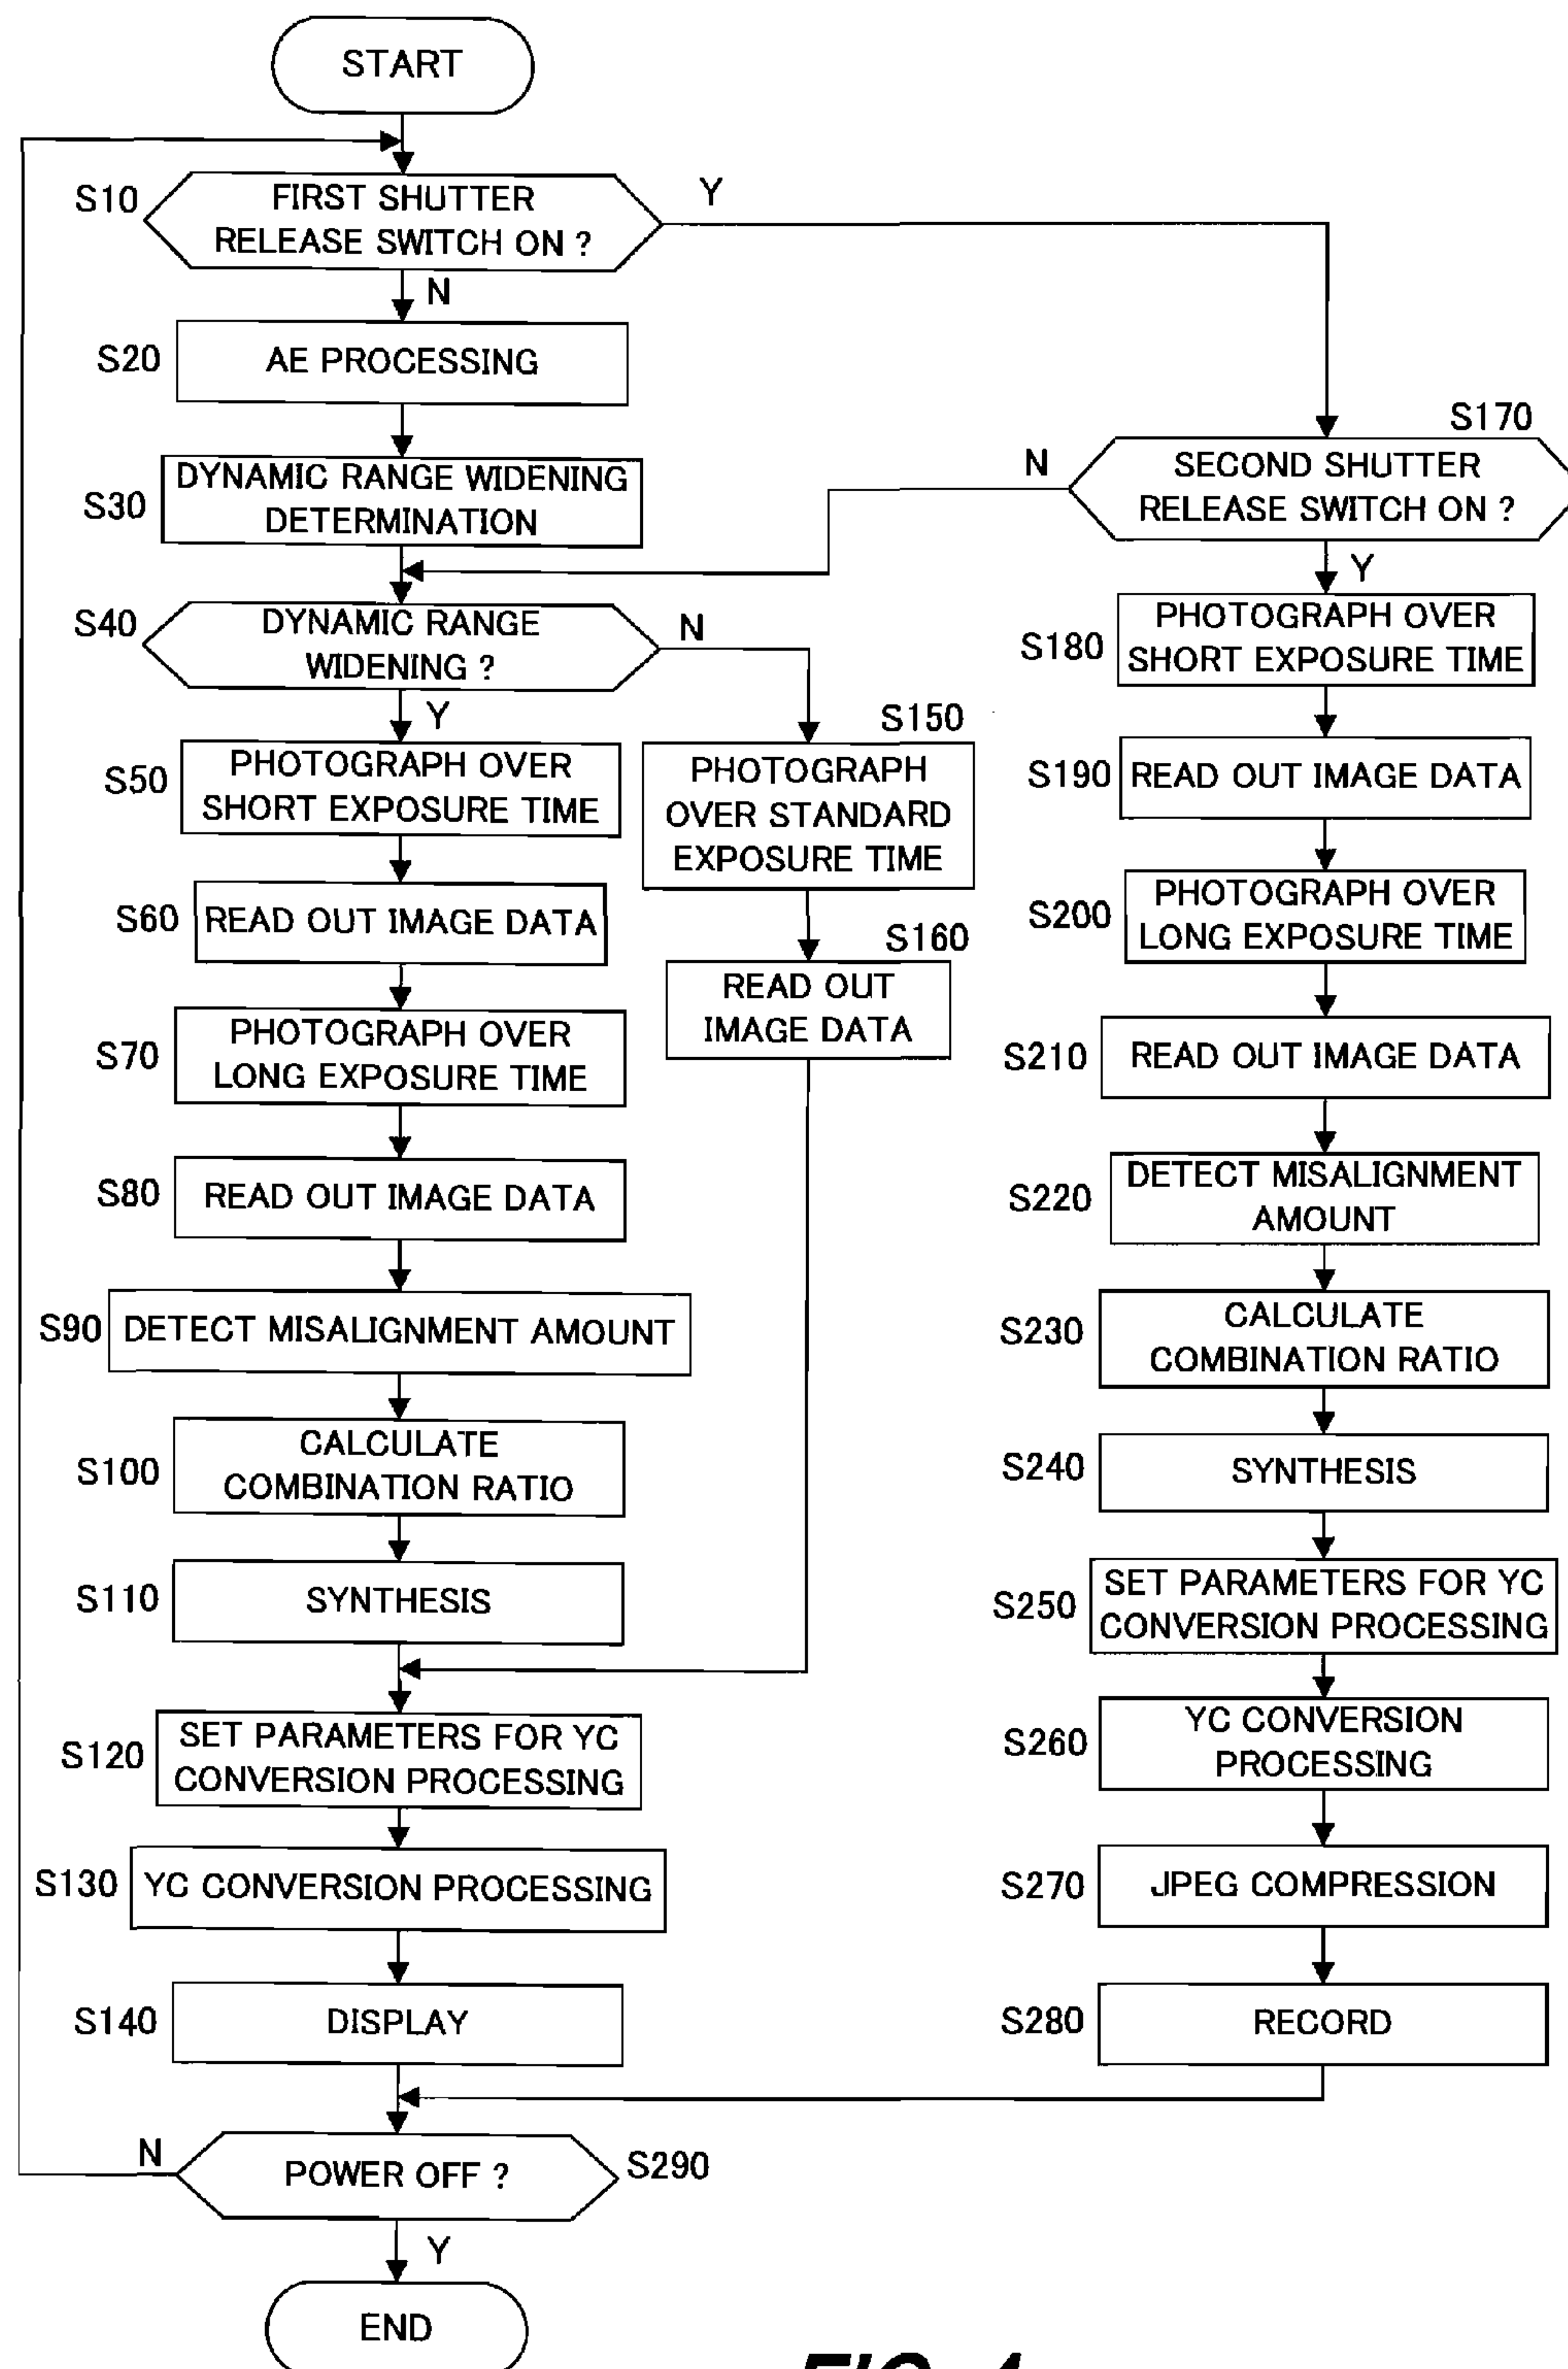 START
S10
FIRST SHUTTER
RELEASE SWITCH ON ?
Y
N
S20
AE PROCESSING
S30
DYNAMIC RANGE WIDENING
DETERMINATION
S40
DYNAMIC RANGE
WIDENING ?
N
Y
S50
PHOTOGRAPH OVER
SHORT EXPOSURE TIME
S60
READ OUT IMAGE DATA
S70
PHOTOGRAPH OVER
LONG EXPOSURE TIME
S80
READ OUT IMAGE DATA
S90
DETECT MISALIGNMENT AMOUNT
S100
CALCULATE
COMBINATION RATIO
S110
SYNTHESIS
S120
SET PARAMETERS FOR YC
CONVERSION PROCESSING
S130
YC CONVERSION PROCESSING
S140
DISPLAY
S150
PHOTOGRAPH
OVER STANDARD
EXPOSURE TIME
S160
READ OUT
IMAGE DATA
S170
SECOND SHUTTER
RELEASE SWITCH ON ?
N
Y
S180
PHOTOGRAPH OVER
SHORT EXPOSURE TIME
S190
READ OUT IMAGE DATA
S200
PHOTOGRAPH OVER
LONG EXPOSURE TIME
S210
READ OUT IMAGE DATA
S220
DETECT MISALIGNMENT
AMOUNT
S230
CALCULATE
COMBINATION RATIO
S240
SYNTHESIS
S250
SET PARAMETERS FOR YC
CONVERSION PROCESSING
S260
YC CONVERSION
PROCESSING
S270
JPEG COMPRESSION
S280
RECORD
N
POWER OFF ?
S290
Y
END